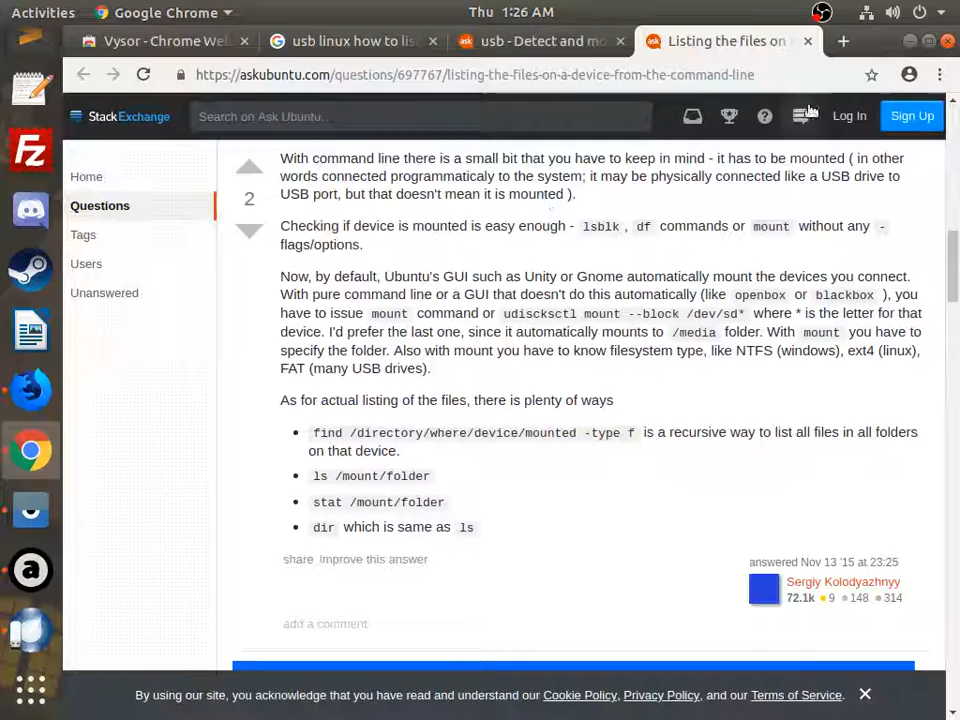 Activities Google Chrome Thu 1:26 AM
Vysor - Chrome We usb linux how to lis usb - Detect and mo Listing the files on
https://askubuntu.com/questions/697767/listing-the-files-on-a-device-from-the-command-line
StackExchange Search on Ask Ubuntu... Log In Sign Up
Home
Questions
Tags
Users
Unanswered
2
With command line there is a small bit that you have to keep in mind - it has to be mounted ( in other
words connected programmaticaly to the system; it may be physically connected like a USB drive to
USB port, but that doesn't mean it is mounted ).
Checking if device is mounted is easy enough - lsblk , df commands or mount without any -
flags/options.
Now, by default, Ubuntu's GUI such as Unity or Gnome automatically mount the devices you connect.
With pure command line or a GUI that doesn't do this automatically (like openbox or blackbox ), you
have to issue mount command or udisksctl mount --block /dev/sd* where * is the letter for that
device. I'd prefer the last one, since it automatically mounts to /media folder. With mount you have to
specify the folder. Also with mount you have to know filesystem type, like NTFS (windows), ext4 (linux),
FAT (many USB drives).
As for actual listing of the files, there is plenty of ways
• find /directory/where/device/mounted -type f is a recursive way to list all files in all folders
on that device.
• ls /mount/folder
• stat /mount/folder
• dir which is same as ls
share improve this answer
answered Nov 13 '15 at 23:25
Sergiy Kolodyazhnyy
72.1k 9 148 314
add a comment
By using our site, you acknowledge that you have read and understand our Cookie Policy, Privacy Policy, and our Terms of Service.